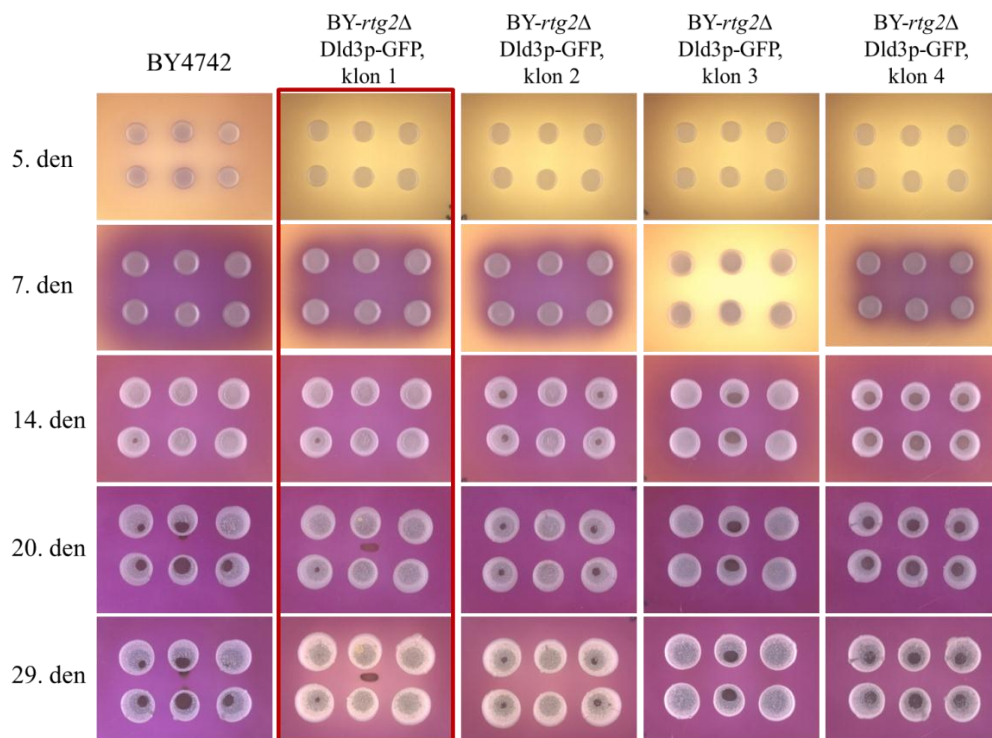 BY4742
BY-rtg2Δ
Dld3p-GFP,
klon 1
BY-rtg2Δ
Dld3p-GFP,
klon 2
BY-rtg2Δ
Dld3p-GFP,
klon 3
BY-rtg2Δ
Dld3p-GFP,
klon 4
5. den
7. den
14. den
20. den
29. den